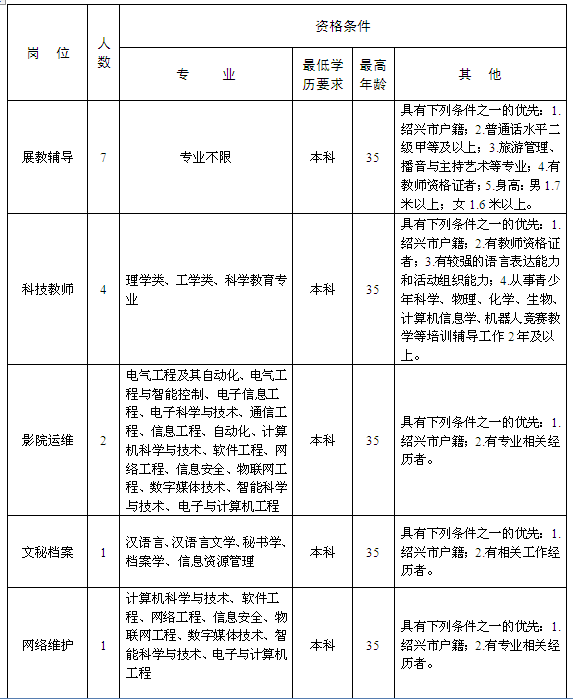 资格条件
岗 位
人
数
专 业
最低学
历要求
最高
年龄
其 他
展教辅导
7
专业不限
本科
35
具有下列条件之一的优先：1.
绍兴市户籍；2.普通话水平二
级甲等及以上；3.旅游管理、
播音与主持艺术等专业；4.有
教师资格证者；5.身高：男1.7
米以上；女1.6米以上。
科技教师
4
理学类、工学类、科学教育专
业
本科
35
具有下列条件之一的优先：1.
绍兴市户籍；2.有教师资格证
者；3.有较强的语言表达能力
和活动组织能力；4.从事青少
年科学、物理、化学、生物、
计算机信息学、机器人竞赛教
学等培训辅导工作2年及以
上。
影院运维
2
电气工程及其自动化、电气工
程与智能控制、电子信息工
程、电子科学与技术、通信工
程、信息工程、自动化、计算
机科学与技术、软件工程、网
络工程、信息安全、物联网工
程、数字媒体技术、智能科学
与技术、电子与计算机工程
本科
35
具有下列条件之一的优先：1.
绍兴市户籍；2.有专业相关经
历者。
文秘档案
1
汉语言、汉语言文学、秘书学、
档案学、信息资源管理
本科
35
具有下列条件之一的优先：1.
绍兴市户籍；2.有相关工作经
历者。
网络维护
1
计算机科学与技术、软件工
程、网络工程、信息安全、物
联网工程、数字媒体技术、智
能科学与技术、电子与计算机
工程
本科
35
具有下列条件之一的优先：1.
绍兴市户籍；2.有专业相关经
历者。